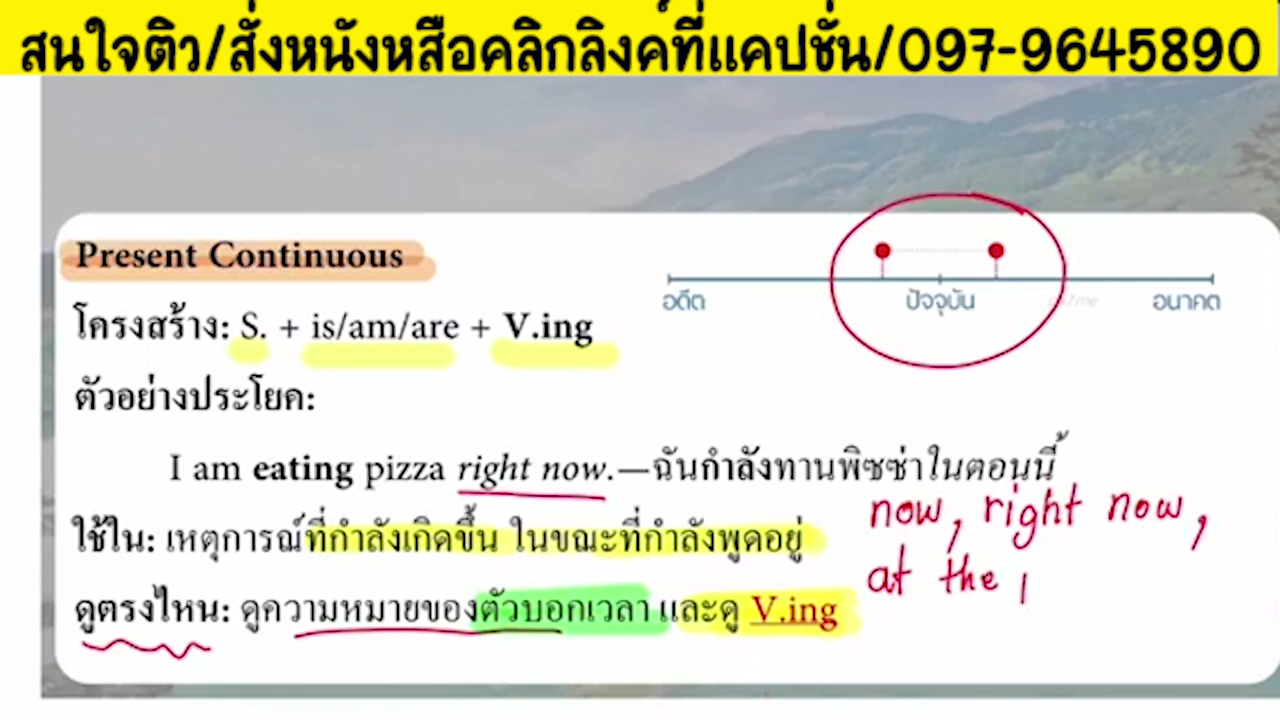 สนใจติว/สั่งหนังหสือคลิกลิงค์ที่แคปชั่น/097-9645890
Present Continuous
อดีต ปัจจุบัน อนาคต
โครงสร้าง: S. + is/am/are + V.ing
ตัวอย่างประโยค:
I am eating pizza right now.—ฉันกำลังทานพิซซ่าในตอนนี้
ใช้ใน: เหตุการณ์ที่กำลังเกิดขึ้น ในขณะที่กำลังพูดอยู่
now, right now,
at the
ดูตรงไหน: ดูความหมายของตัวบอกเวลา และดู V.ing